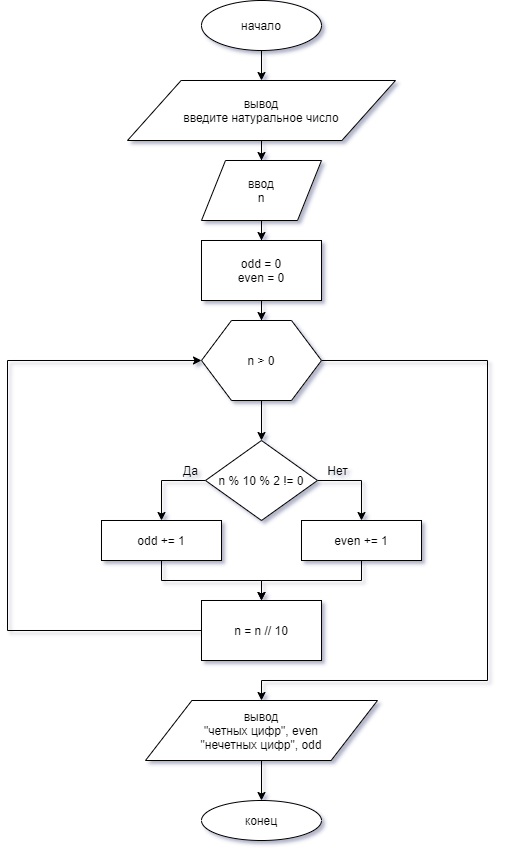 начало
вывод
введите натуральное число
ввод
n
odd = 0
even = 0
n > 0
n % 10 % 2 != 0
Да
Нет
odd += 1
even += 1
n = n // 10
вывод
"четных цифр", even
"нечетных цифр", odd
конец